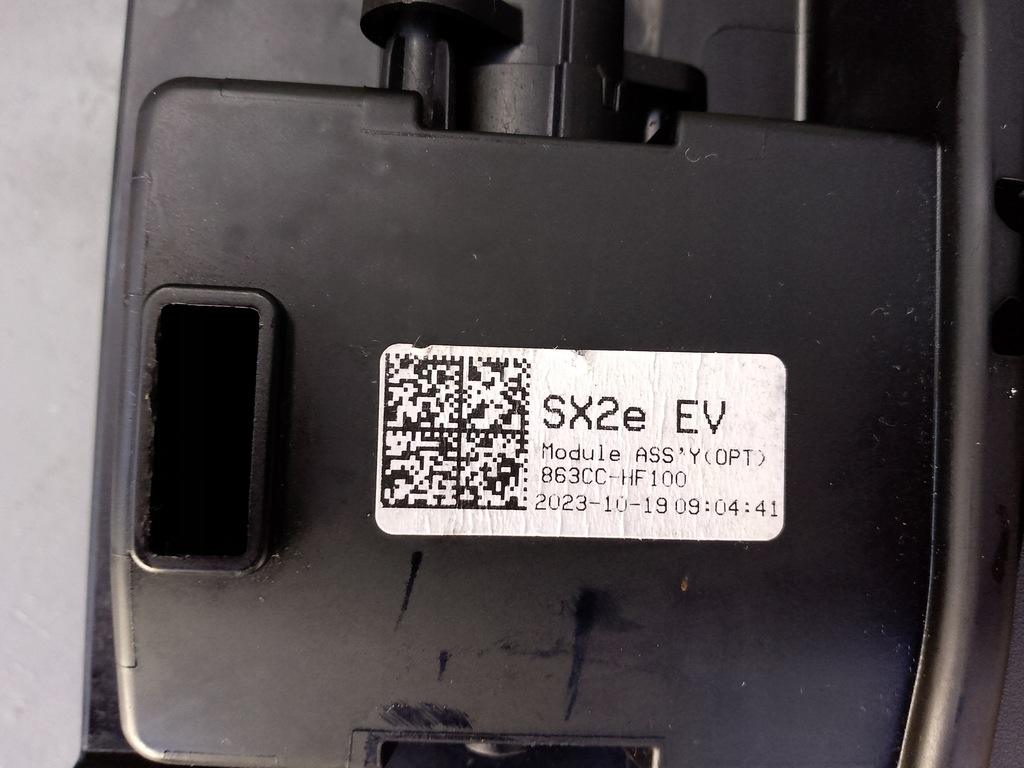 SX2e EV
Module ASS'Y(OPT)
863CC-HF100
2023-10-19 09:04:41